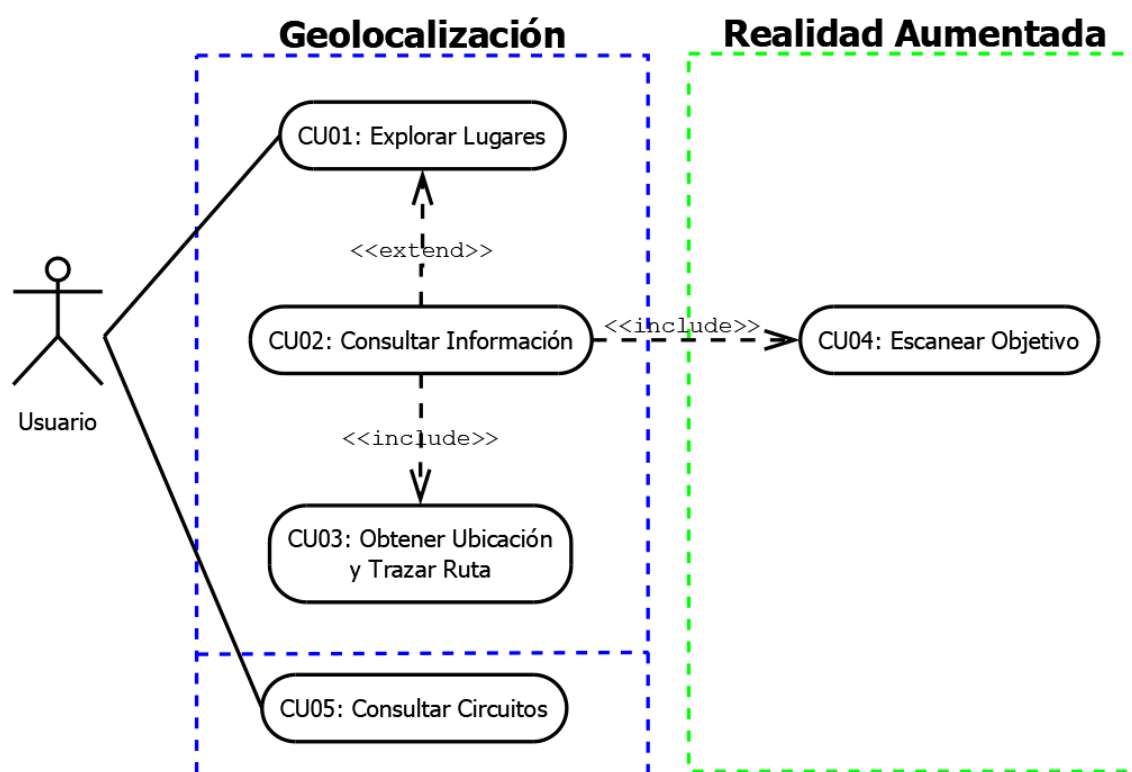 Geolocalización
Realidad Aumentada
CU01: Explorar Lugares
<<extend>>
CU02: Consultar Información
<<include>>
CU04: Escanear Objetivo
Usuario
<<include>>
CU03: Obtener Ubicación
y Trazar Ruta
CU05: Consultar Circuitos